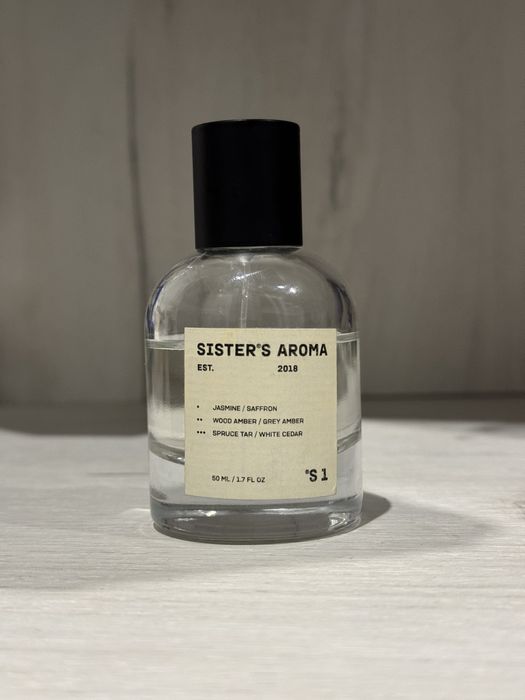 SISTER®S AROMA
EST. 2018
• JASMINE / SAFFRON
•• WOOD AMBER / GREY AMBER
••• SPRUCE TAR / WHITE CEDAR
50 ML / 1.7 FL OZ
®S 1